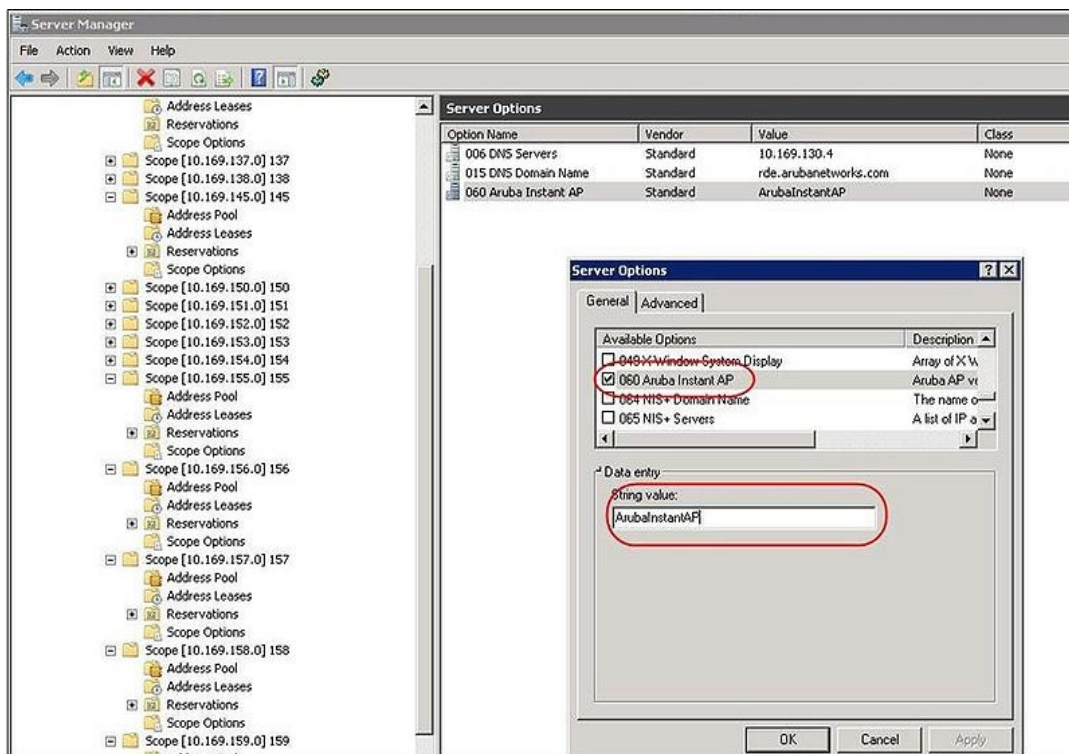 Server Manager
File Action View Help
Address Leases
Reservations
Scope Options
Scope [10.169.137.0] 137
Scope [10.169.138.0] 138
Scope [10.169.145.0] 145
Address Pool
Address Leases
Reservations
Scope Options
Scope [10.169.150.0] 150
Scope [10.169.151.0] 151
Scope [10.169.152.0] 152
Scope [10.169.153.0] 153
Scope [10.169.154.0] 154
Scope [10.169.155.0] 155
Address Pool
Address Leases
Reservations
Scope Options
Scope [10.169.156.0] 156
Address Pool
Address Leases
Reservations
Scope Options
Scope [10.169.157.0] 157
Address Pool
Address Leases
Reservations
Scope Options
Scope [10.169.158.0] 158
Address Pool
Address Leases
Reservations
Scope Options
Scope [10.169.159.0] 159
Server Options
Option Name Vendor Value Class
006 DNS Servers Standard 10.169.130.4 None
015 DNS Domain Name Standard rde.arubanetworks.com None
060 Aruba Instant AP Standard ArubaInstantAP None
Server Options
General Advanced
Available Options Description
049 X Window System Display Array of X W
060 Aruba Instant AP Aruba AP ve
064 NIS+ Domain Name The name o
065 NIS+ Servers A list of IP a
Data entry
String value:
ArubaInstantAP
OK Cancel Apply